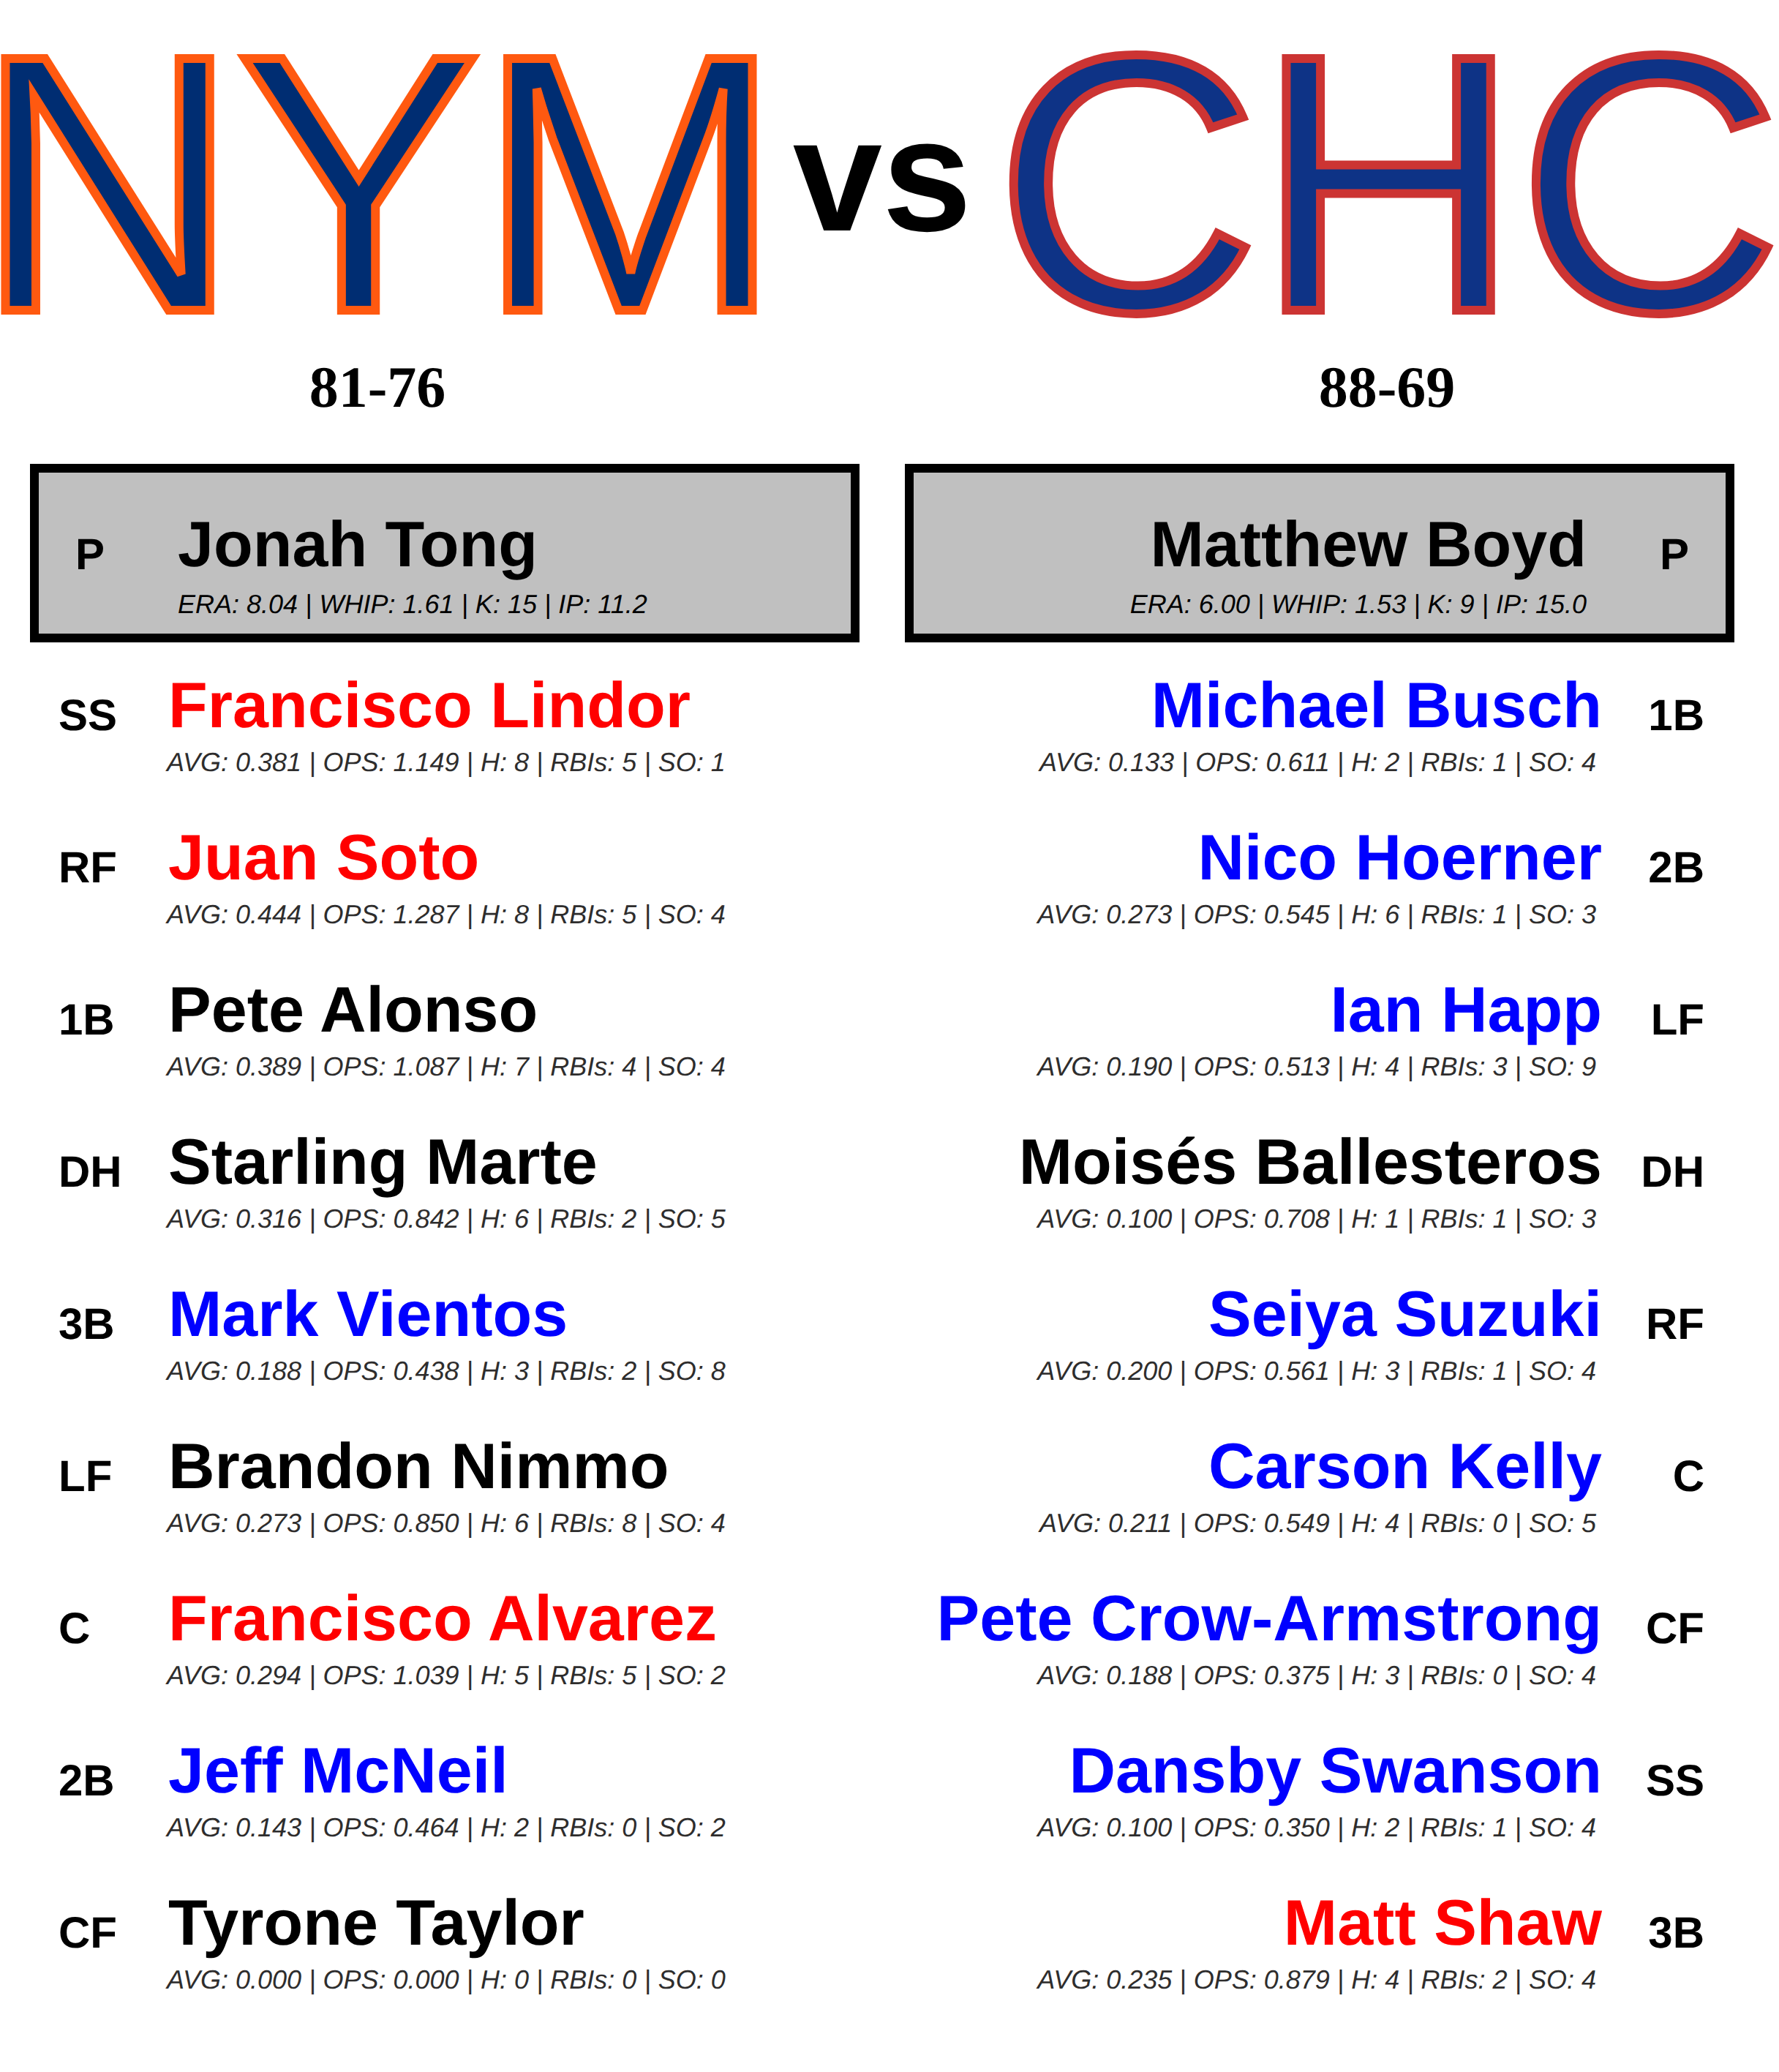 NYM vs CHC
81-76 88-69
P Jonah Tong
ERA: 8.04 | WHIP: 1.61 | K: 15 | IP: 11.2
Matthew Boyd P
ERA: 6.00 | WHIP: 1.53 | K: 9 | IP: 15.0
SS Francisco Lindor
AVG: 0.381 | OPS: 1.149 | H: 8 | RBIs: 5 | SO: 1
RF Juan Soto
AVG: 0.444 | OPS: 1.287 | H: 8 | RBIs: 5 | SO: 4
1B Pete Alonso
AVG: 0.389 | OPS: 1.087 | H: 7 | RBIs: 4 | SO: 4
DH Starling Marte
AVG: 0.316 | OPS: 0.842 | H: 6 | RBIs: 2 | SO: 5
3B Mark Vientos
AVG: 0.188 | OPS: 0.438 | H: 3 | RBIs: 2 | SO: 8
LF Brandon Nimmo
AVG: 0.273 | OPS: 0.850 | H: 6 | RBIs: 8 | SO: 4
C Francisco Alvarez
AVG: 0.294 | OPS: 1.039 | H: 5 | RBIs: 5 | SO: 2
2B Jeff McNeil
AVG: 0.143 | OPS: 0.464 | H: 2 | RBIs: 0 | SO: 2
CF Tyrone Taylor
AVG: 0.000 | OPS: 0.000 | H: 0 | RBIs: 0 | SO: 0
Michael Busch 1B
AVG: 0.133 | OPS: 0.611 | H: 2 | RBIs: 1 | SO: 4
Nico Hoerner 2B
AVG: 0.273 | OPS: 0.545 | H: 6 | RBIs: 1 | SO: 3
Ian Happ LF
AVG: 0.190 | OPS: 0.513 | H: 4 | RBIs: 3 | SO: 9
Moisés Ballesteros DH
AVG: 0.100 | OPS: 0.708 | H: 1 | RBIs: 1 | SO: 3
Seiya Suzuki RF
AVG: 0.200 | OPS: 0.561 | H: 3 | RBIs: 1 | SO: 4
Carson Kelly C
AVG: 0.211 | OPS: 0.549 | H: 4 | RBIs: 0 | SO: 5
Pete Crow-Armstrong CF
AVG: 0.188 | OPS: 0.375 | H: 3 | RBIs: 0 | SO: 4
Dansby Swanson SS
AVG: 0.100 | OPS: 0.350 | H: 2 | RBIs: 1 | SO: 4
Matt Shaw 3B
AVG: 0.235 | OPS: 0.879 | H: 4 | RBIs: 2 | SO: 4